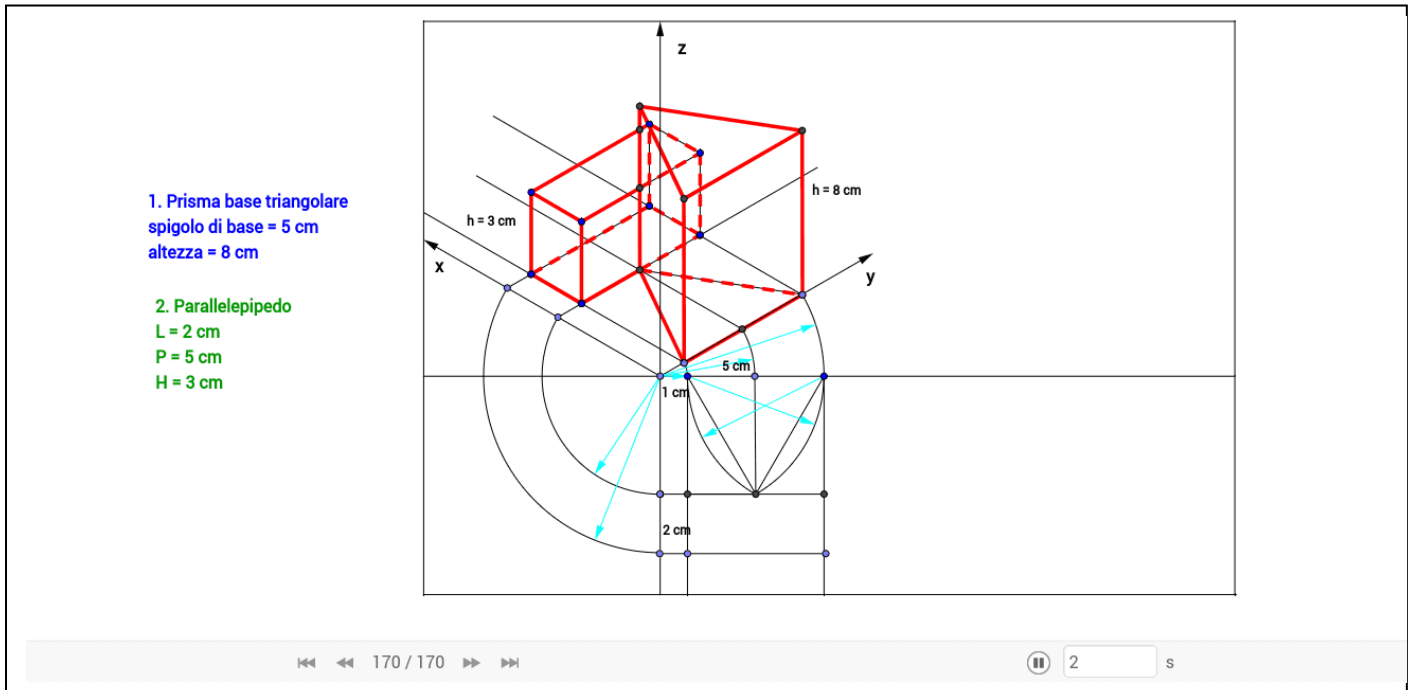 z
1. Prisma base triangolare
spigolo di base = 5 cm
altezza = 8 cm
h = 8 cm
h = 3 cm
x
y
2. Parallelepipedo
L = 2 cm
P = 5 cm
H = 3 cm
5 cm
1 cm
2 cm
170 / 170
2 s